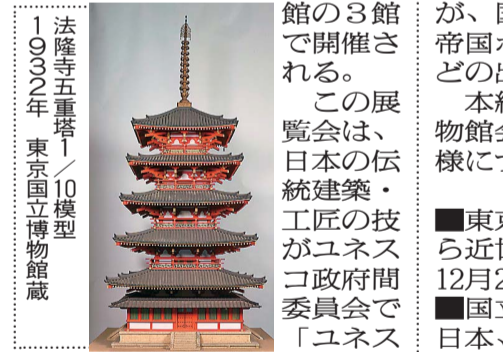 法隆寺五重塔1／10模型
1932年　東京国立博物館蔵
館の3館
で開催さ
れる。
この展
覧会は、
日本の伝
統建築・
工匠の技
がユネス
コ政府間
委員会で
「ユネス
が、国
帝国ホ
どの出
本紙
物館会
様に
■東京
ら近世
12月2
■国立
日本、